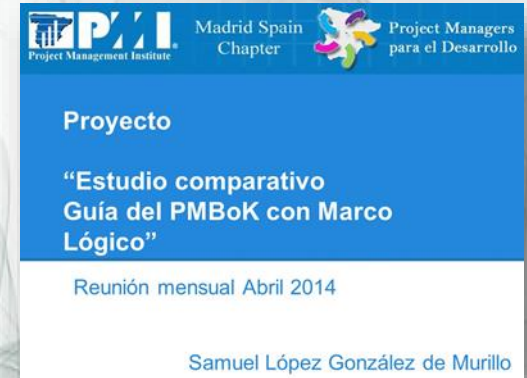 PMI.
Project Management Institute
Madrid Spain
Chapter
Project Managers
para el Desarrollo
Proyecto
“Estudio comparativo
Guía del PMBoK con Marco
Lógico”
Reunión mensual Abril 2014
Samuel López González de Murillo